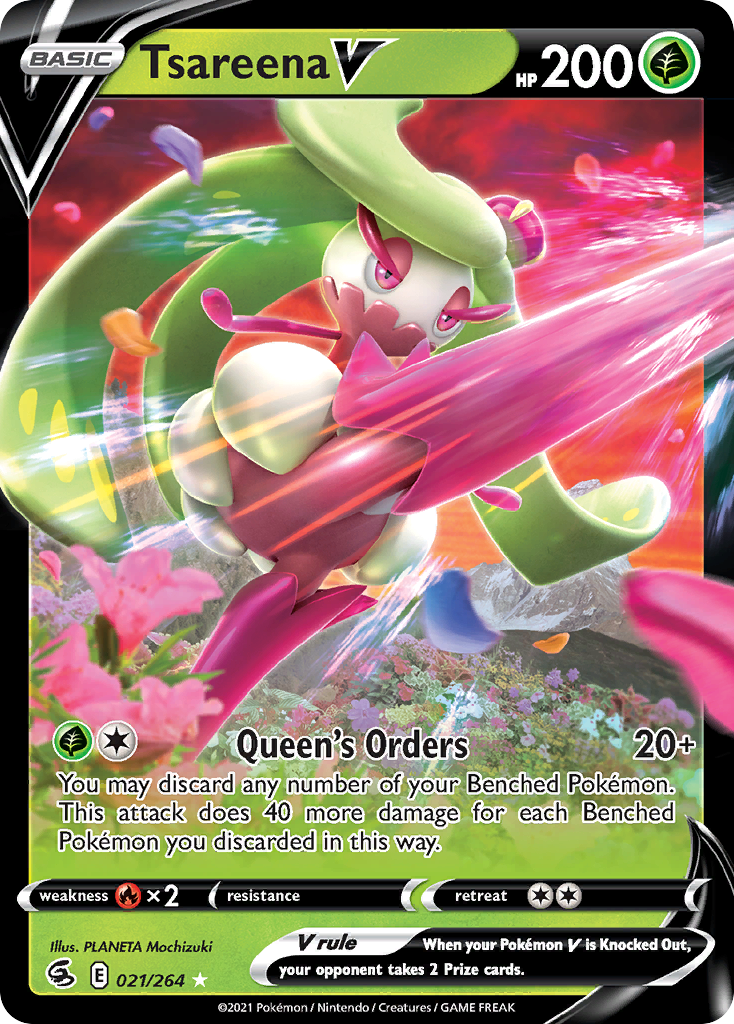 BASIC Tsareena V HP 200
Queen's Orders 20+
You may discard any number of your Benched Pokémon.
This attack does 40 more damage for each Benched
Pokémon you discarded in this way.
weakness ×2 resistance retreat
Illus. PLANETA Mochizuki
V rule When your Pokémon V is Knocked Out,
your opponent takes 2 Prize cards.
E 021/264
©2021 Pokémon / Nintendo / Creatures / GAME FREAK